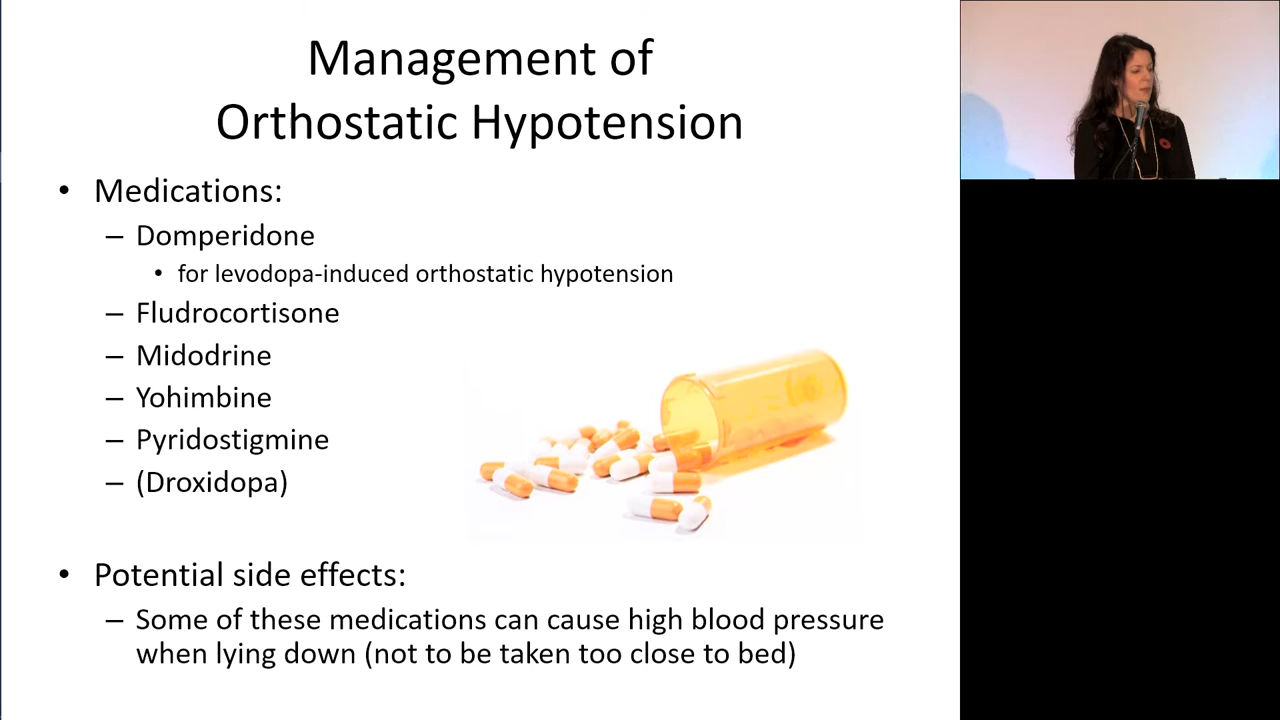 Management of
Orthostatic Hypotension
• Medications:
– Domperidone
• for levodopa-induced orthostatic hypotension
– Fludrocortisone
– Midodrine
– Yohimbine
– Pyridostigmine
– (Droxidopa)
• Potential side effects:
– Some of these medications can cause high blood pressure
when lying down (not to be taken too close to bed)